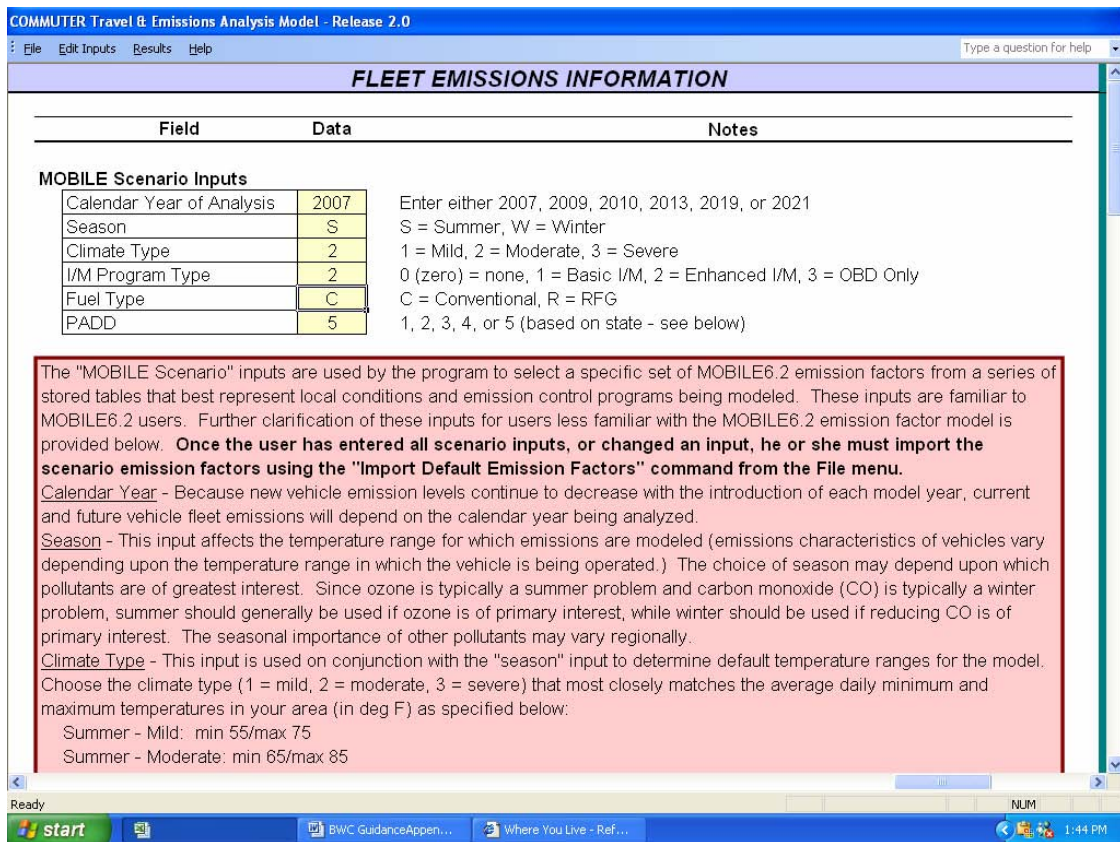 COMMUTER Travel & Emissions Analysis Model - Release 2.0
File Edit Inputs Results Help Type a question for help
FLEET EMISSIONS INFORMATION
Field Data Notes
MOBILE Scenario Inputs
Calendar Year of Analysis 2007 Enter either 2007, 2009, 2010, 2013, 2019, or 2021
Season S S = Summer, W = Winter
Climate Type 2 1 = Mild, 2 = Moderate, 3 = Severe
I/M Program Type 2 0 (zero) = none, 1 = Basic I/M, 2 = Enhanced I/M, 3 = OBD Only
Fuel Type C C = Conventional, R = RFG
PADD 5 1, 2, 3, 4, or 5 (based on state - see below)
The "MOBILE Scenario" inputs are used by the program to select a specific set of MOBILE6.2 emission factors from a series of
stored tables that best represent local conditions and emission control programs being modeled. These inputs are familiar to
MOBILE6.2 users. Further clarification of these inputs for users less familiar with the MOBILE6.2 emission factor model is
provided below. Once the user has entered all scenario inputs, or changed an input, he or she must import the
scenario emission factors using the "Import Default Emission Factors" command from the File menu.
Calendar Year - Because new vehicle emission levels continue to decrease with the introduction of each model year, current
and future vehicle fleet emissions will depend on the calendar year being analyzed.
Season - This input affects the temperature range for which emissions are modeled (emissions characteristics of vehicles vary
depending upon the temperature range in which the vehicle is being operated.) The choice of season may depend upon which
pollutants are of greatest interest. Since ozone is typically a summer problem and carbon monoxide (CO) is typically a winter
problem, summer should generally be used if ozone is of primary interest, while winter should be used if reducing CO is of
primary interest. The seasonal importance of other pollutants may vary regionally.
Climate Type - This input is used on conjunction with the "season" input to determine default temperature ranges for the model.
Choose the climate type (1 = mild, 2 = moderate, 3 = severe) that most closely matches the average daily minimum and
maximum temperatures in your area (in deg F) as specified below:
Summer - Mild: min 55/max 75
Summer - Moderate: min 65/max 85
Ready NUM
start BWC GuidanceAppen... Where You Live - Ref... 1:44 PM